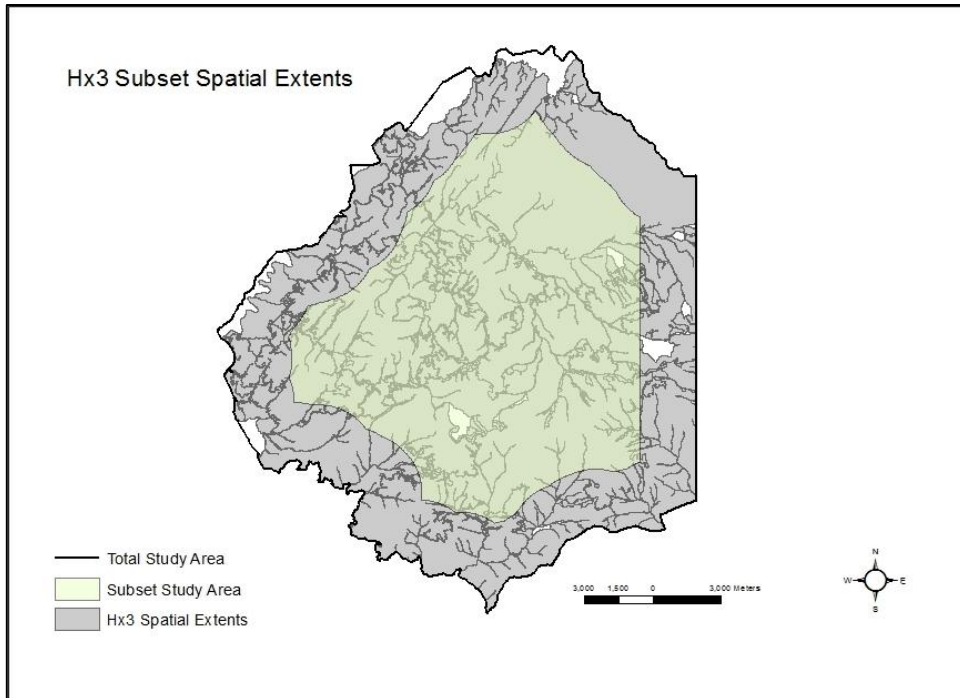 Hx3 Subset Spatial Extents
Total Study Area
Subset Study Area
Hx3 Spatial Extents
3,000 1,500 0 3,000 Meters
N
W E
S